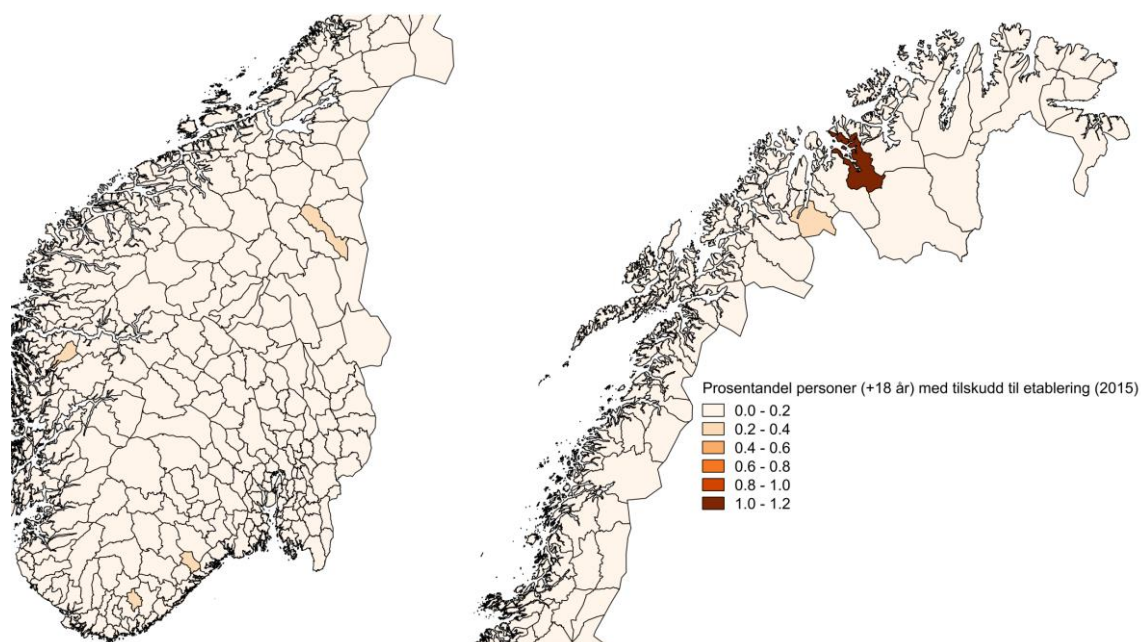 Prosentandel personer (+18 år) med tilskudd til etablering (2015)
0.0 - 0.2
0.2 - 0.4
0.4 - 0.6
0.6 - 0.8
0.8 - 1.0
1.0 - 1.2